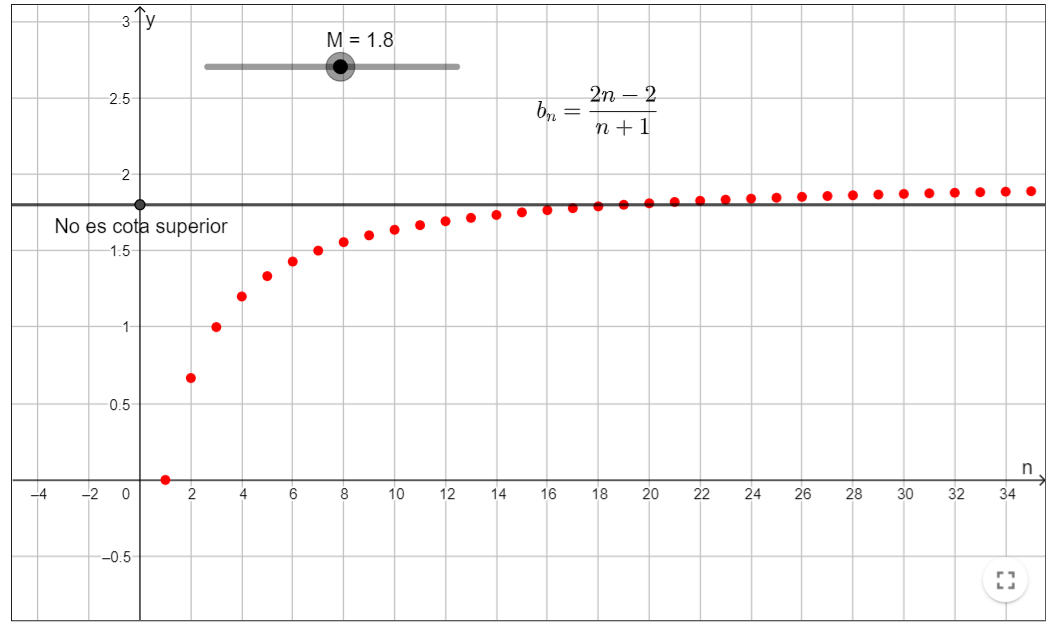 3
y
M = 1.8
2.5
bₙ = (2n − 2)/(n + 1)
2
No es cota superior
1.5
1
0.5
n
–4 –2 0 2 4 6 8 10 12 14 16 18 20 22 24 26 28 30 32 34
–0.5